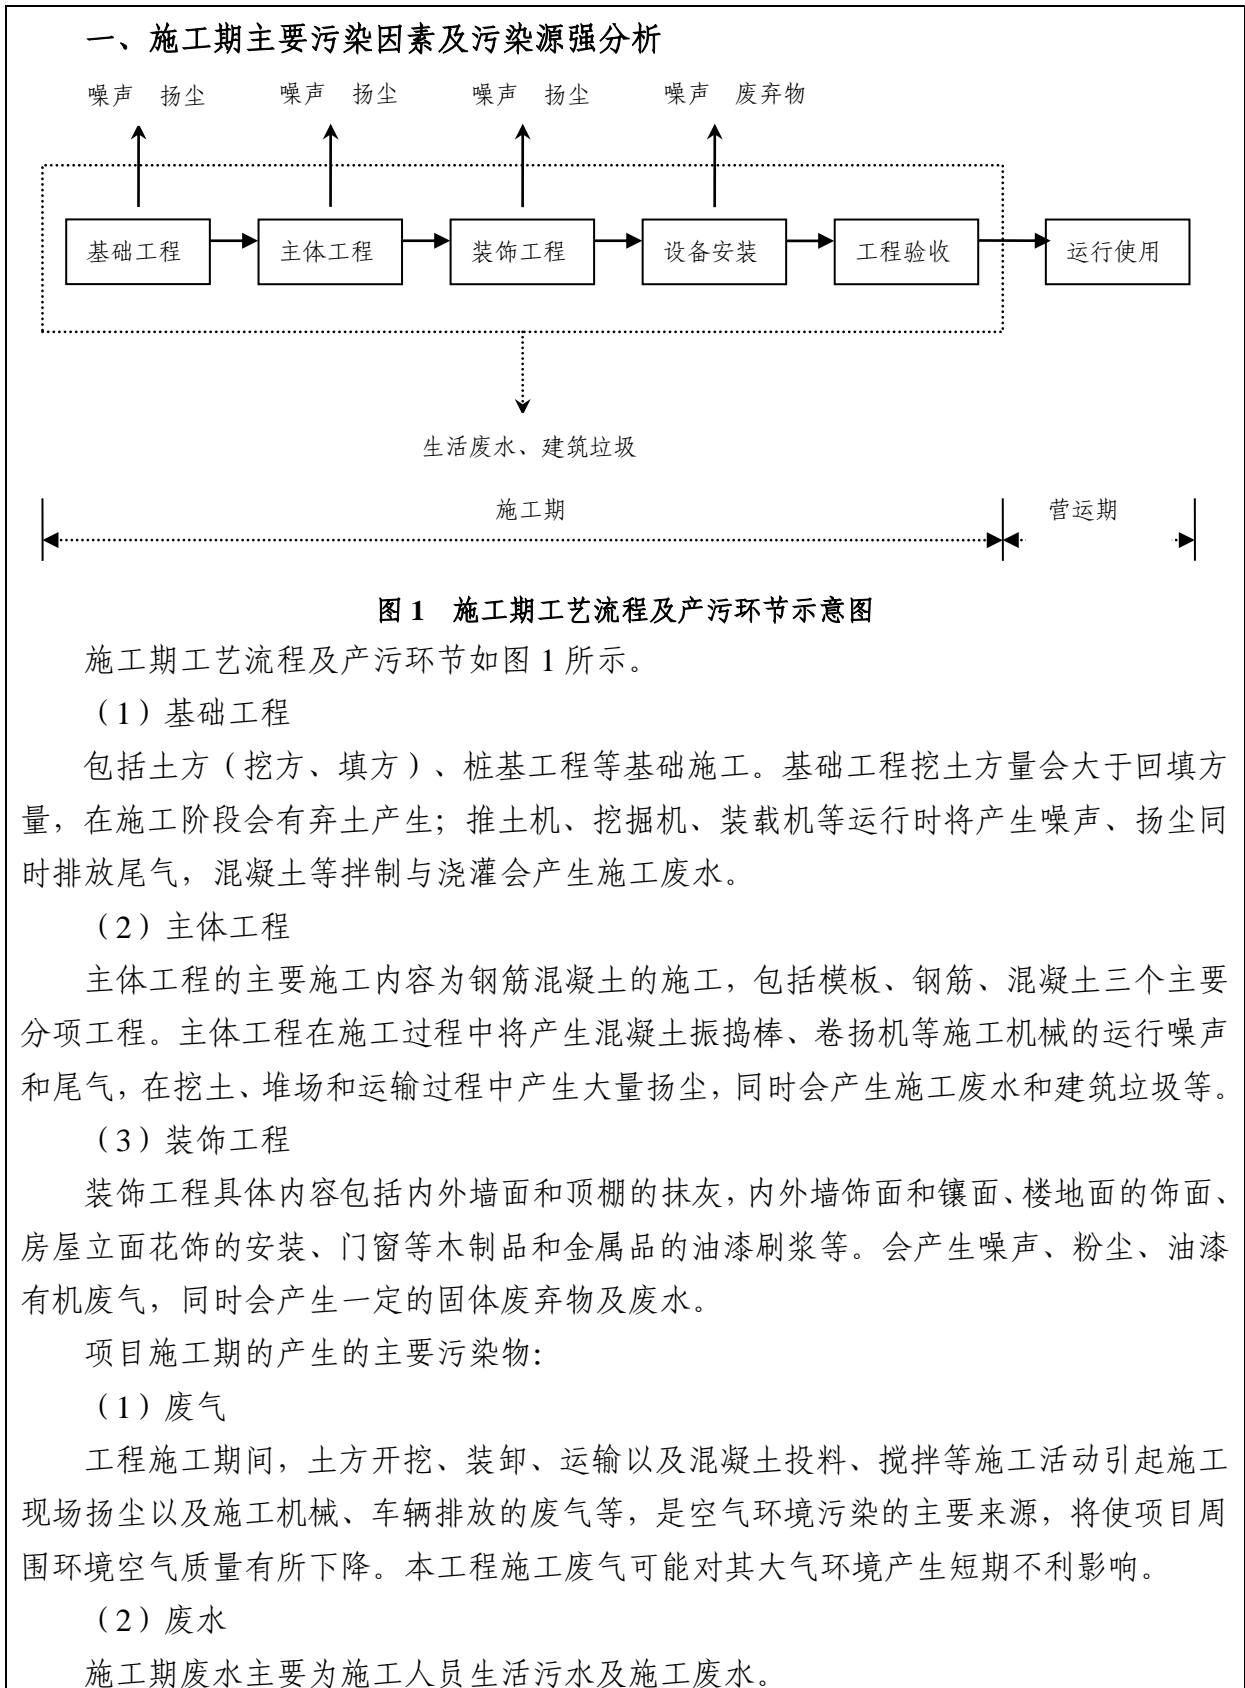 一、施工期主要污染因素及污染源强分析
噪声 扬尘 噪声 扬尘 噪声 扬尘 噪声 废弃物
基础工程 主体工程 装饰工程 设备安装 工程验收 运行使用
生活废水、建筑垃圾
施工期 营运期
图 1 施工期工艺流程及产污环节示意图
施工期工艺流程及产污环节如图 1 所示。
（1）基础工程
包括土方（挖方、填方）、桩基工程等基础施工。基础工程挖土方量会大于回填方
量，在施工阶段会有弃土产生；推土机、挖掘机、装载机等运行时将产生噪声、扬尘同
时排放尾气，混凝土等拌制与浇灌会产生施工废水。
（2）主体工程
主体工程的主要施工内容为钢筋混凝土的施工，包括模板、钢筋、混凝土三个主要
分项工程。主体工程在施工过程中将产生混凝土振捣棒、卷扬机等施工机械的运行噪声
和尾气，在挖土、堆场和运输过程中产生大量扬尘，同时会产生施工废水和建筑垃圾等。
（3）装饰工程
装饰工程具体内容包括内外墙面和顶棚的抹灰，内外墙饰面和镶面、楼地面的饰面、
房屋立面花饰的安装、门窗等木制品和金属品的油漆刷浆等。会产生噪声、粉尘、油漆
有机废气，同时会产生一定的固体废弃物及废水。
项目施工期的产生的主要污染物：
（1）废气
工程施工期间，土方开挖、装卸、运输以及混凝土投料、搅拌等施工活动引起施工
现场扬尘以及施工机械、车辆排放的废气等，是空气环境污染的主要来源，将使项目周
围环境空气质量有所下降。本工程施工废气可能对其大气环境产生短期不利影响。
（2）废水
施工期废水主要为施工人员生活污水及施工废水。